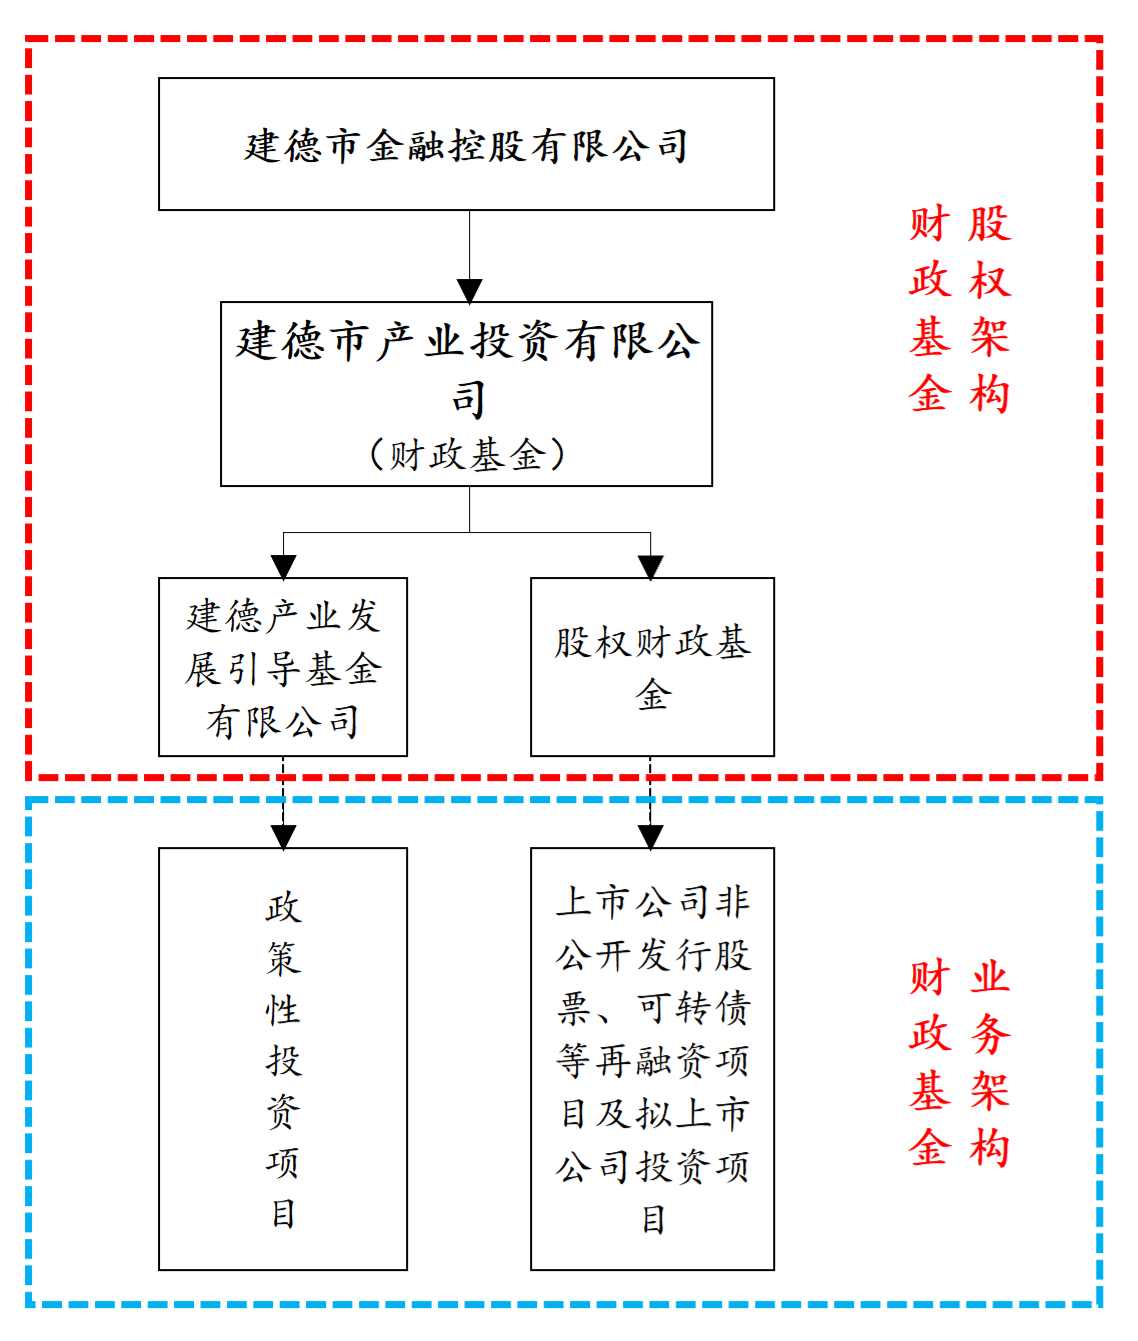 建德市金融控股有限公司
建德市产业投资有限公
司
（财政基金）
建德产业发
展引导基金
有限公司
股权财政基
金
财政基金
股权架构
政
策
性
投
资
项
目
上市公司非
公开发行股
票、可转债
等再融资项
目及拟上市
公司投资项
目
财政基金
业务架构